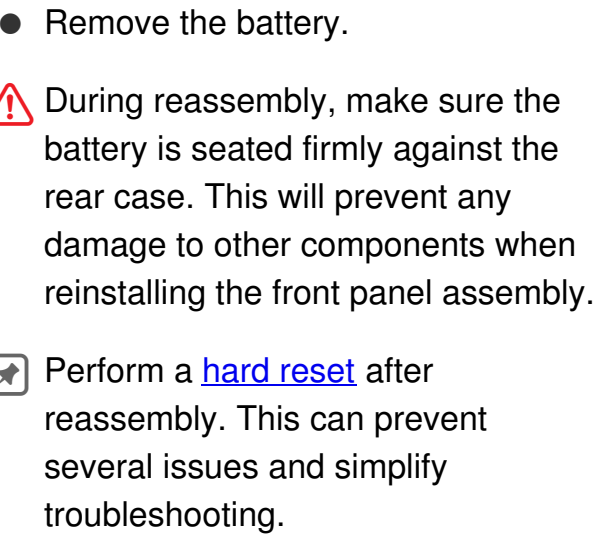 Remove the battery.
During reassembly, make sure the
battery is seated firmly against the
rear case. This will prevent any
damage to other components when
reinstalling the front panel assembly.
Perform a hard reset after
reassembly. This can prevent
several issues and simplify
troubleshooting.